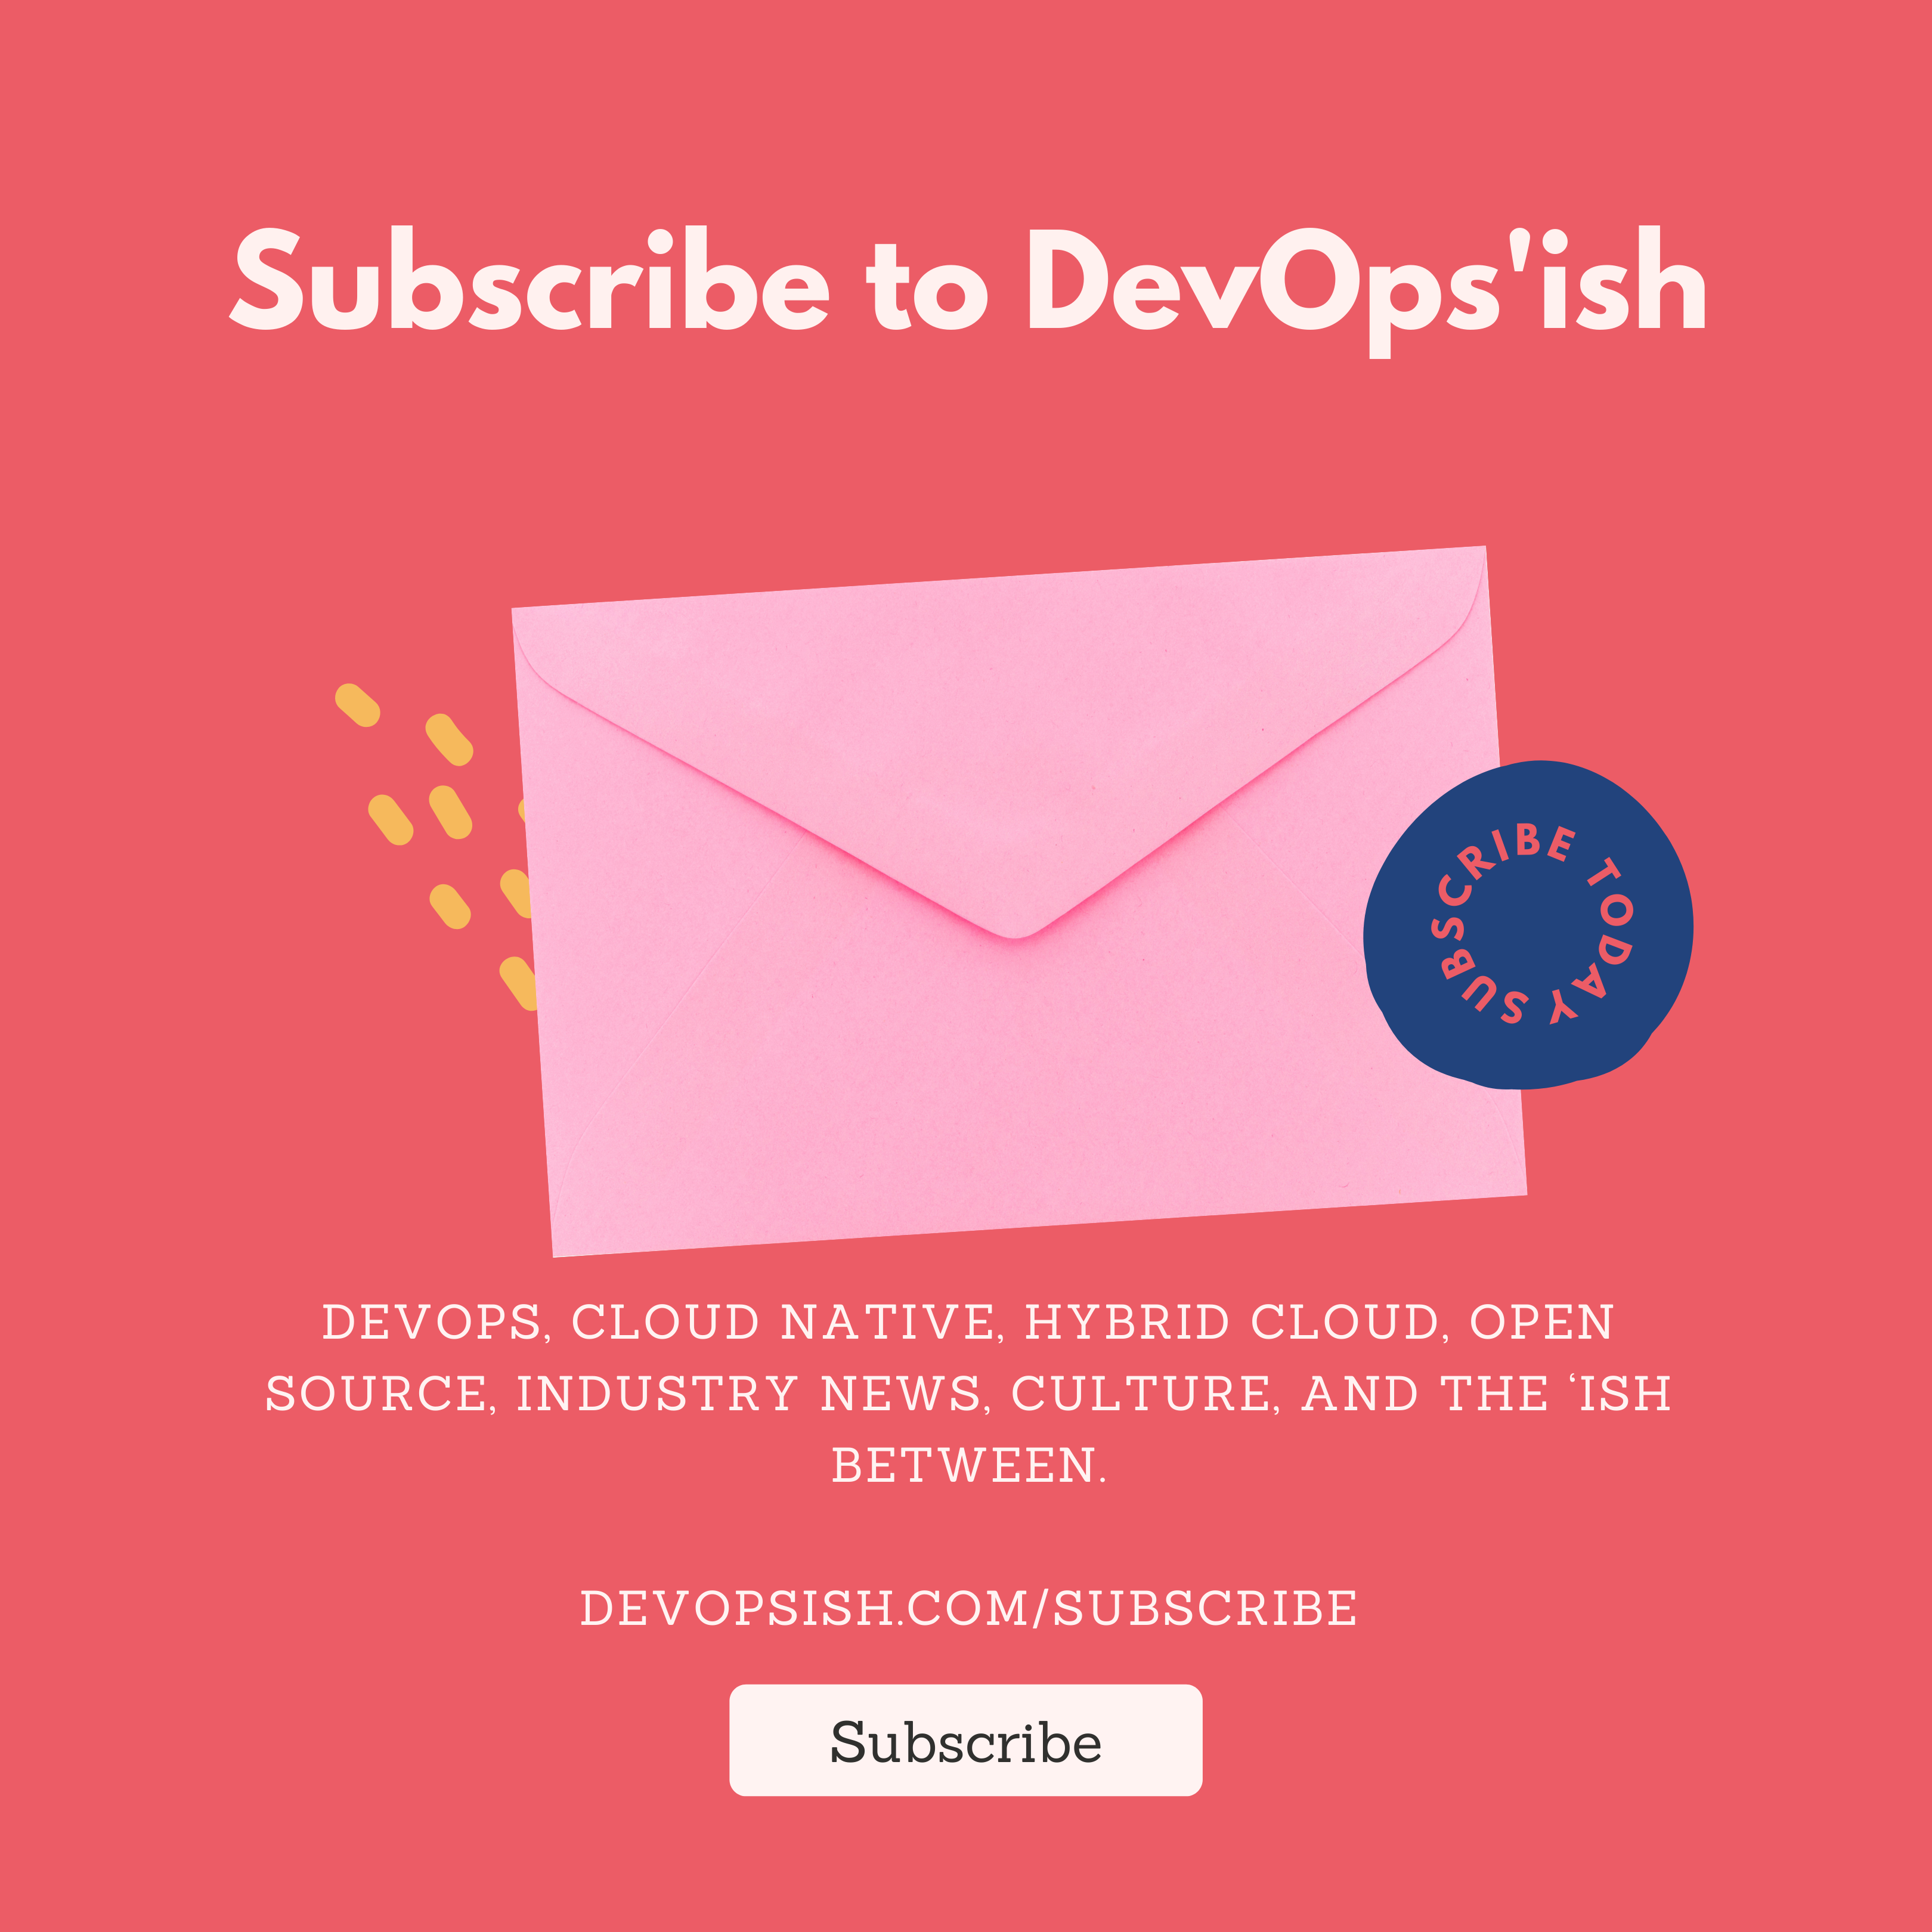 Subscribe to DevOps'ish
SUBSCRIBE TODAY
DEVOPS, CLOUD NATIVE, HYBRID CLOUD, OPEN
SOURCE, INDUSTRY NEWS, CULTURE, AND THE ‘ISH
BETWEEN.
DEVOPSISH.COM/SUBSCRIBE
Subscribe